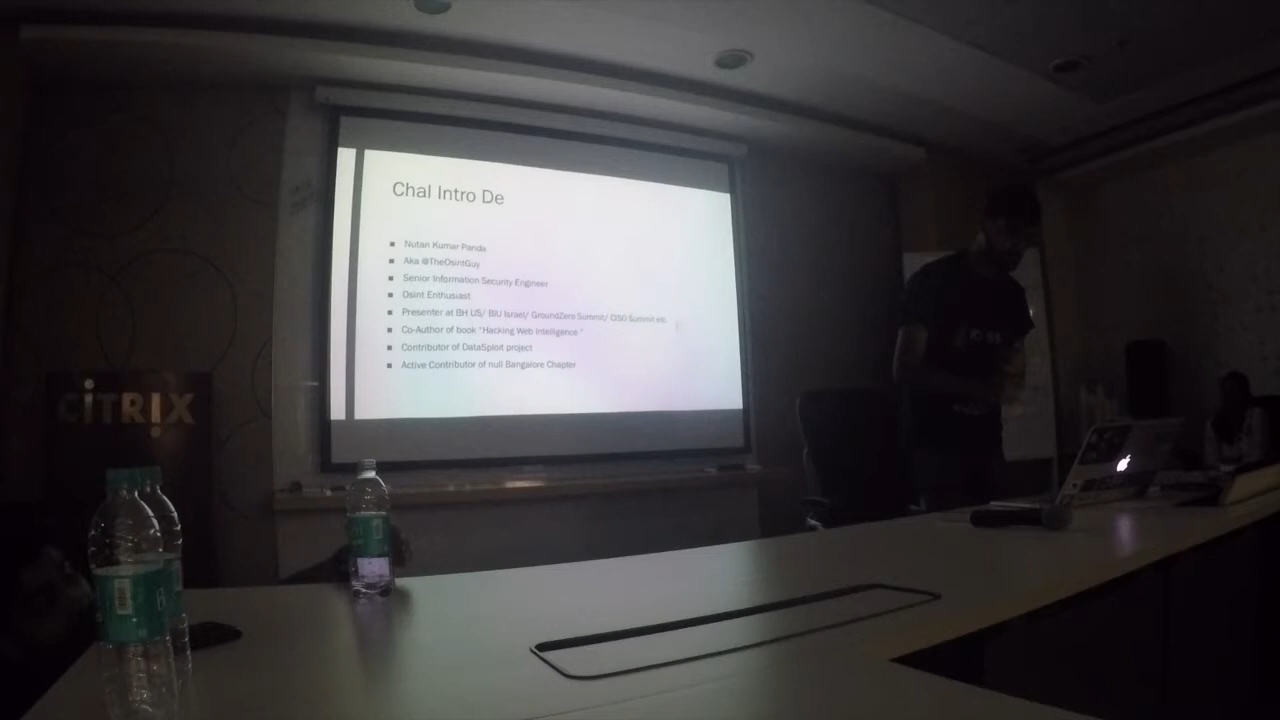 Chal Intro De
Nutan Kumar Panda
Aka @TheOsintGuy
Senior Information Security Engineer
Osint Enthusiast
Presenter at BH US/ BIU Israel/ GroundZero Summit/ CISO Summit etc.
Co-Author of book "Hacking Web Intelligence "
Contributor of DataSploit project
Active Contributor of null Bangalore Chapter
CITRIX